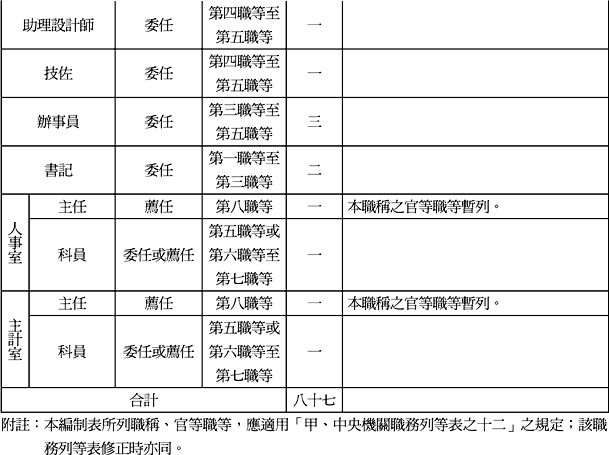 助理設計師 委任 第四職等至第五職等 一
技佐 委任 第四職等至第五職等 一
辦事員 委任 第三職等至第五職等 三
書記 委任 第一職等至第三職等 二
人事室 主任 薦任 第八職等 一 本職稱之官等職等暫列。
科員 委任或薦任 第五職等或第六職等至第七職等 一
主計室 主任 薦任 第八職等 一 本職稱之官等職等暫列。
科員 委任或薦任 第五職等或第六職等至第七職等 一
合計 八十七
附註：本編制表所列職稱、官等職等，應適用「甲、中央機關職務列等表之十二」之規定；該職
務列等表修正時亦同。